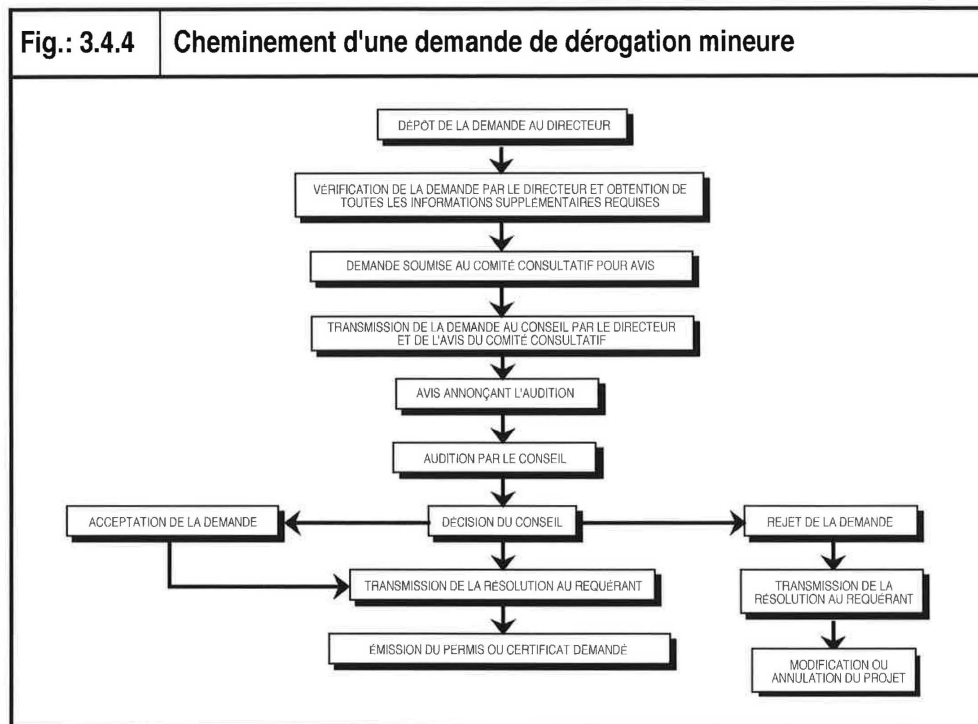 Fig.: 3.4.4
Cheminement d'une demande de dérogation mineure
DÉPÔT DE LA DEMANDE AU DIRECTEUR
VÉRIFICATION DE LA DEMANDE PAR LE DIRECTEUR ET OBTENTION DE
TOUTES LES INFORMATIONS SUPPLÉMENTAIRES REQUISES
DEMANDE SOUMISE AU COMITÉ CONSULTATIF POUR AVIS
TRANSMISSION DE LA DEMANDE AU CONSEIL PAR LE DIRECTEUR
ET DE L'AVIS DU COMITÉ CONSULTATIF
AVIS ANNONÇANT L'AUDITION
AUDITION PAR LE CONSEIL
ACCEPTATION DE LA DEMANDE
DÉCISION DU CONSEIL
REJET DE LA DEMANDE
TRANSMISSION DE LA RÉSOLUTION AU REQUÉRANT
TRANSMISSION DE LA
RÉSOLUTION AU REQUÉRANT
ÉMISSION DU PERMIS OU CERTIFICAT DEMANDÉ
MODIFICATION OU
ANNULATION DU PROJET